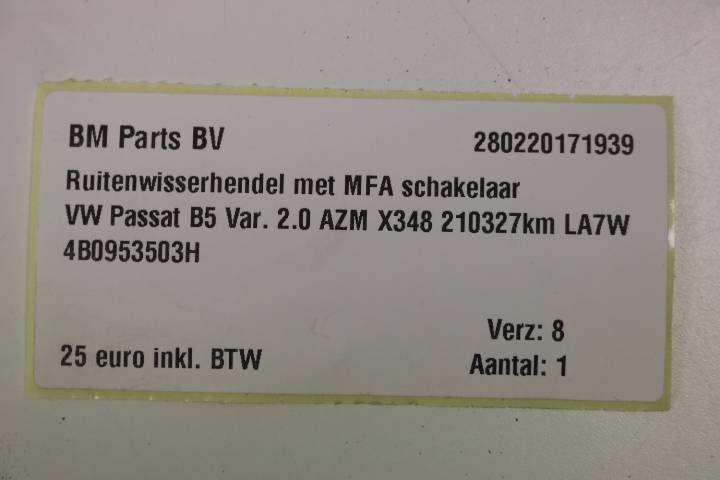 BM Parts BV 280220171939
Ruitenwisserhendel met MFA schakelaar
VW Passat B5 Var. 2.0 AZM X348 210327km LA7W
4B0953503H
Verz: 8
25 euro inkl. BTW Aantal: 1